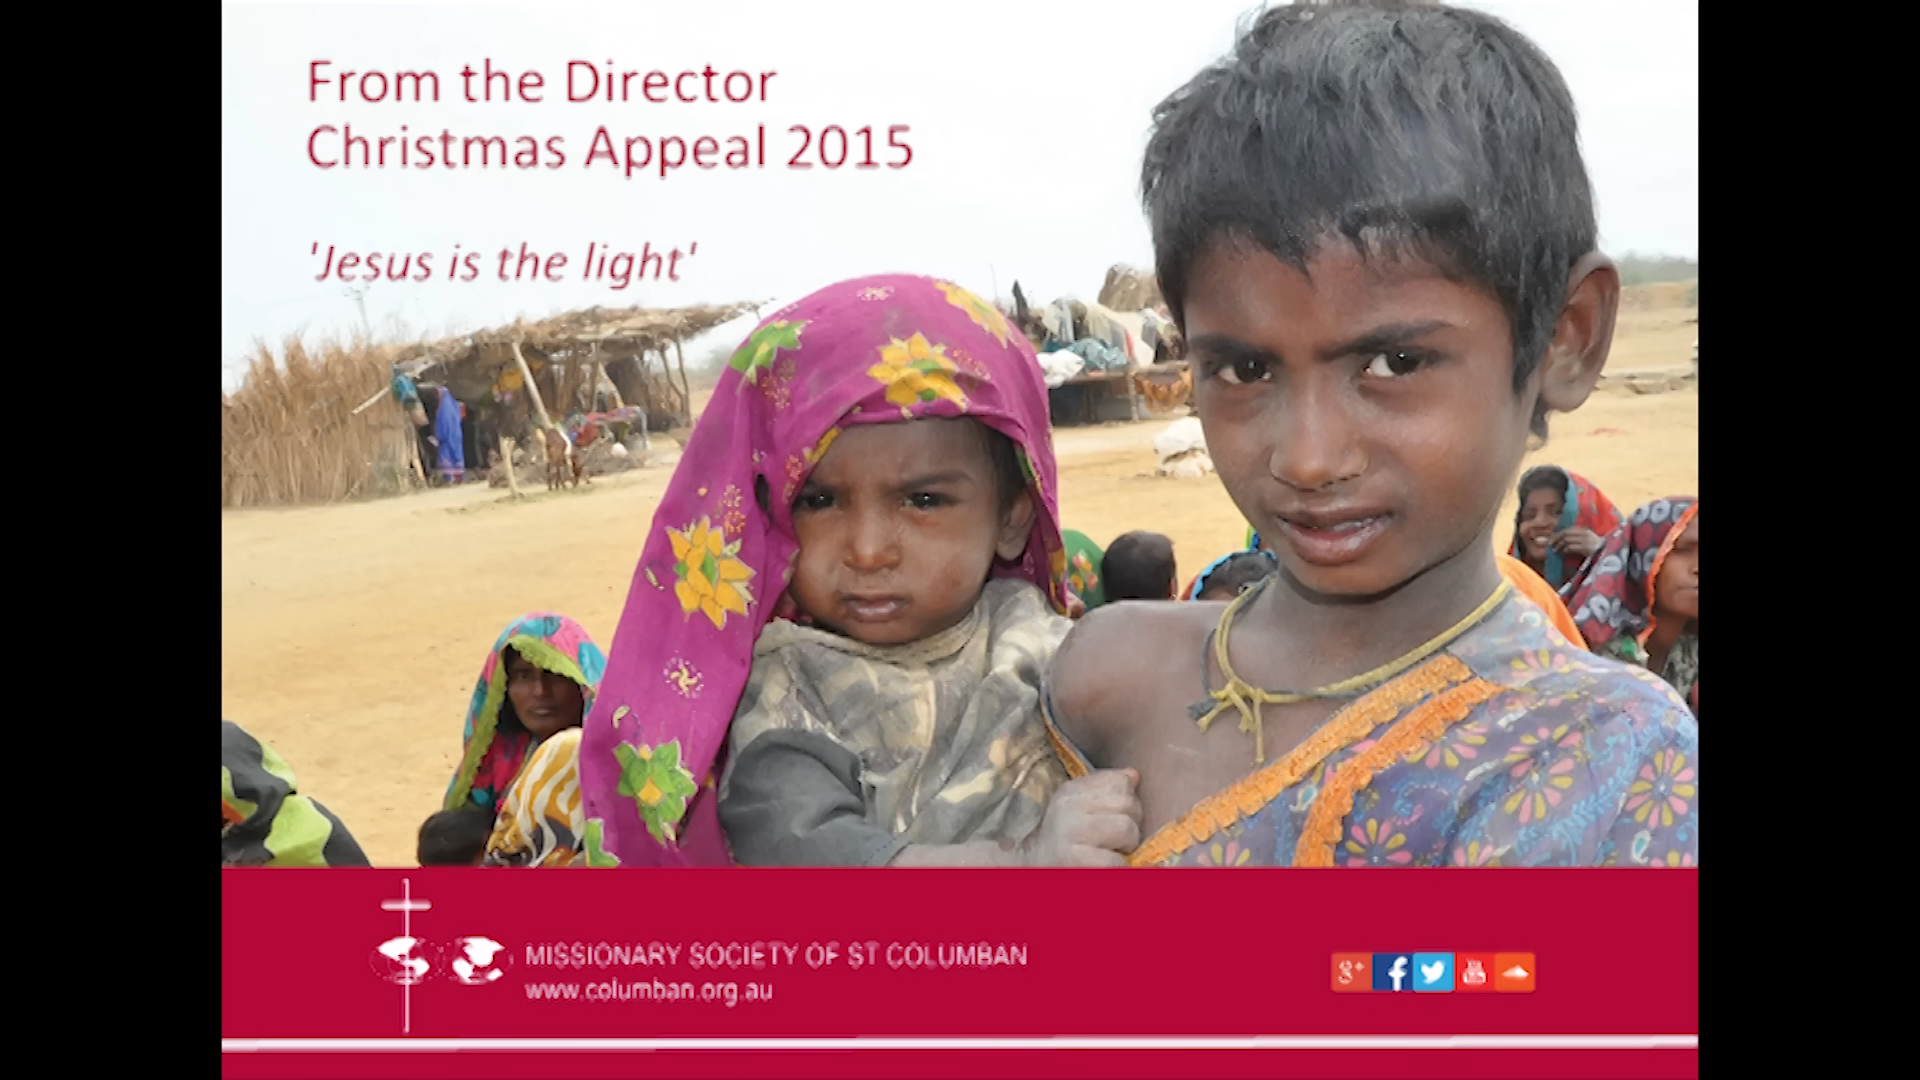 From the Director
Christmas Appeal 2015
'Jesus is the light'
MISSIONARY SOCIETY OF ST COLUMBAN
www.columban.org.au